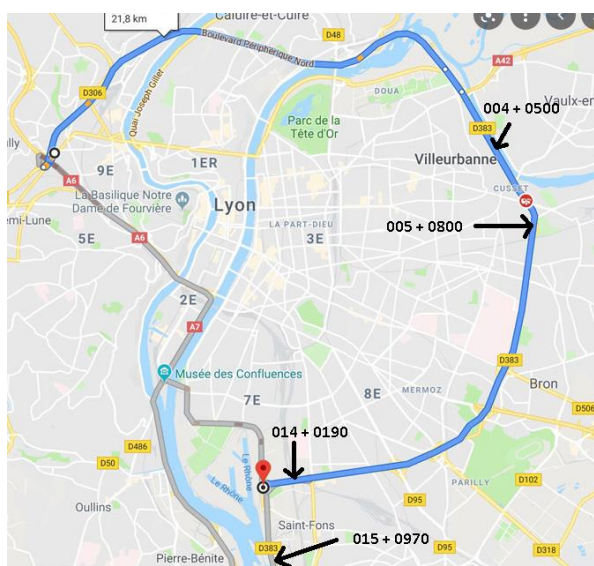 21,8 km
Caluire-et-Cuire
Boulevard Périphérique Nord
D48
A42
DOUA
Vaulx-e
D306
Quai Joseph Gillet
Parc de la
Tête d'Or
D383
004 + 0500
Villeurbanne
ully
9E
1ER
CUSSET
A6
La Basilique Notre
Dame de Fourvière
Lyon
emi-Lune
5E
A6
LA PART-DIEU
3E
005 + 0800
2E
A7
Musée des Confluences
D383
Bron
7E
8E
MERMOZ
D506
014 + 0190
D486
D50
Le Rhône
Le Rhône
D102
PARILLY
D95
Oullins
Saint-Fons
D383
015 + 0970
D95
D318
Pierre-Bénite